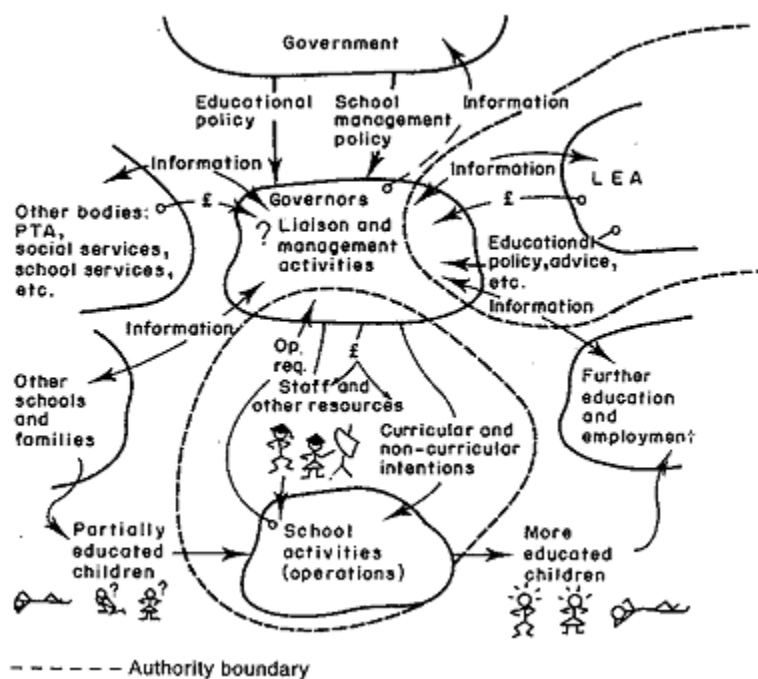 Government
Educational
policy
School
management
policy
Information
Information
Information
LEA
£
£
Other bodies:
PTA,
social services,
school services,
etc.
Governors
? Liaison and
management
activities
Educational
policy, advice,
etc.
Information
Information
Other
schools
and
families
Op.
req.
£
Staff and
other resources
Curricular and
non-curricular
intentions
Further
education
and
employment
Partially
educated
children
School
activities
(operations)
More
educated
children
? ?
Authority boundary